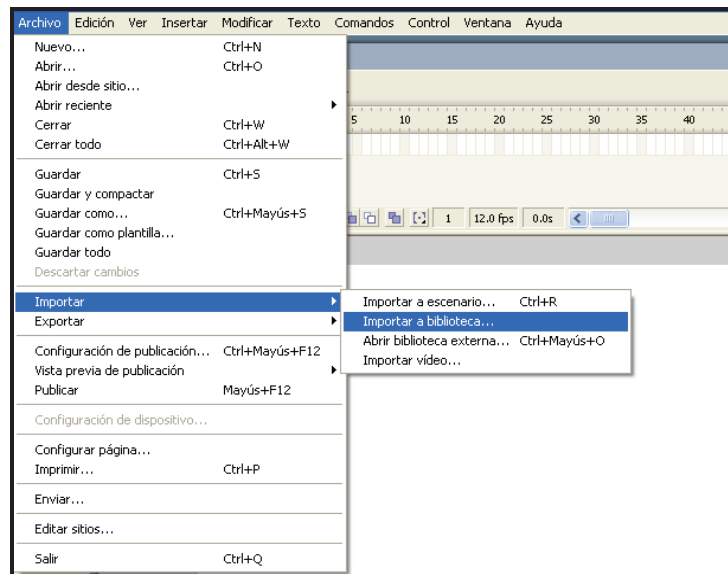 Archivo Edición Ver Insertar Modificar Texto Comandos Control Ventana Ayuda
Nuevo... Ctrl+N
Abrir... Ctrl+O
Abrir desde sitio...
Abrir reciente
Cerrar Ctrl+W
Cerrar todo Ctrl+Alt+W
5 10 15 20 25 30 35 40
Guardar Ctrl+S
Guardar y compactar
Guardar como... Ctrl+Mayús+S
Guardar como plantilla...
Guardar todo
Descartar cambios
1 12.0 fps 0.0s
Importar
Exportar
Importar a escenario... Ctrl+R
Importar a biblioteca...
Abrir biblioteca externa... Ctrl+Mayús+O
Importar vídeo...
Configuración de publicación... Ctrl+Mayús+F12
Vista previa de publicación
Publicar Mayús+F12
Configuración de dispositivo...
Configurar página...
Imprimir... Ctrl+P
Enviar...
Editar sitios...
Salir Ctrl+Q